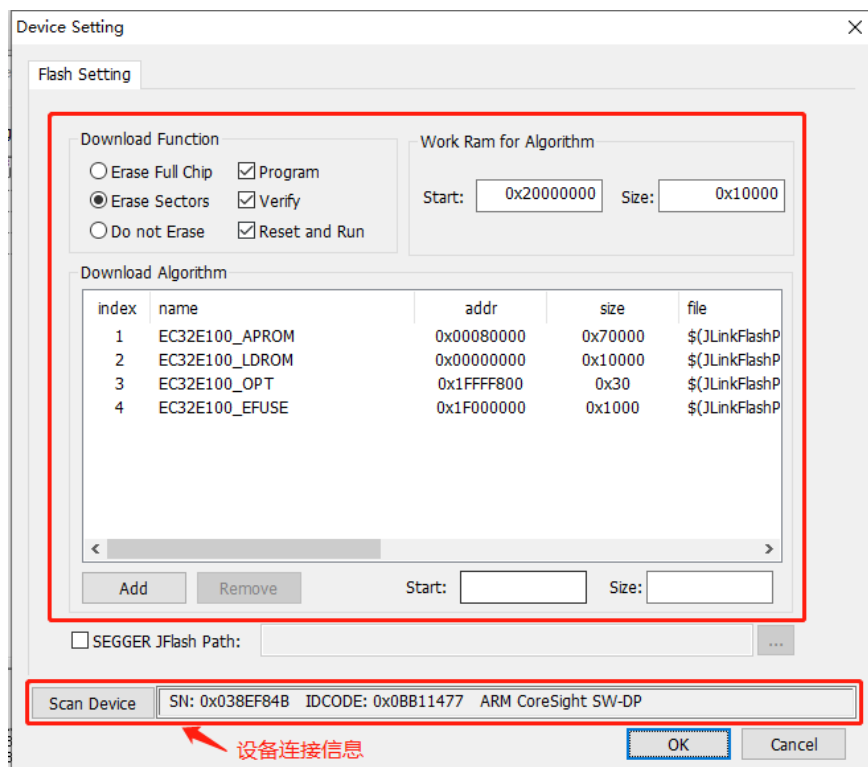 Device Setting
Flash Setting
Download Function
Erase Full Chip Program
Erase Sectors Verify
Do not Erase Reset and Run
Work Ram for Algorithm
Start: 0x20000000 Size: 0x10000
Download Algorithm
index name addr size file
1 EC32E100_APROM 0x00080000 0x70000 $(JLinkFlashP
2 EC32E100_LDROM 0x00000000 0x10000 $(JLinkFlashP
3 EC32E100_OPT 0x1FFFF800 0x30 $(JLinkFlashP
4 EC32E100_EFUSE 0x1F000000 0x1000 $(JLinkFlashP
Add Remove Start: Size:
SEGGER JFlash Path: ...
Scan Device SN: 0x038EF84B IDCODE: 0x0BB11477 ARM CoreSight SW-DP
设备连接信息
OK Cancel